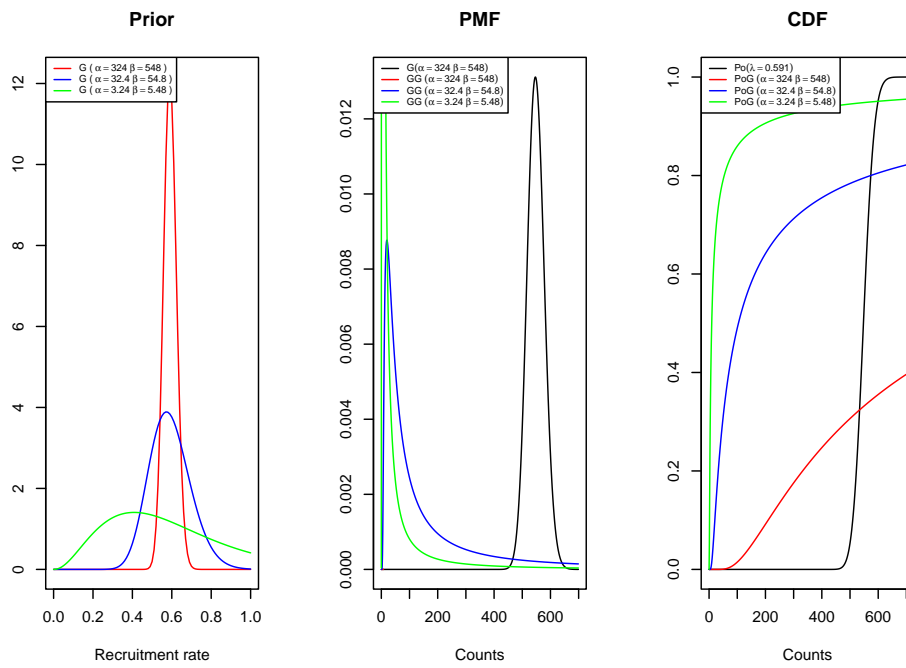 Prior
G ( α = 324 β = 548)
G ( α = 32.4 β = 54.8)
G ( α = 3.24 β = 5.48)
0
2
4
6
8
10
12
0.0
0.2
0.4
0.6
0.8
1.0
Recruitment rate
PMF
G(α = 324 β = 548)
GG (α = 324 β = 548)
GG (α = 32.4 β = 54.8)
GG (α = 3.24 β = 5.48)
0.000
0.002
0.004
0.006
0.008
0.010
0.012
0
200
400
600
Counts
CDF
Po(λ = 0.591)
PoG (α = 324 β = 548)
PoG (α = 32.4 β = 54.8)
PoG (α = 3.24 β = 5.48)
0.0
0.2
0.4
0.6
0.8
1.0
0
200
400
600
Counts